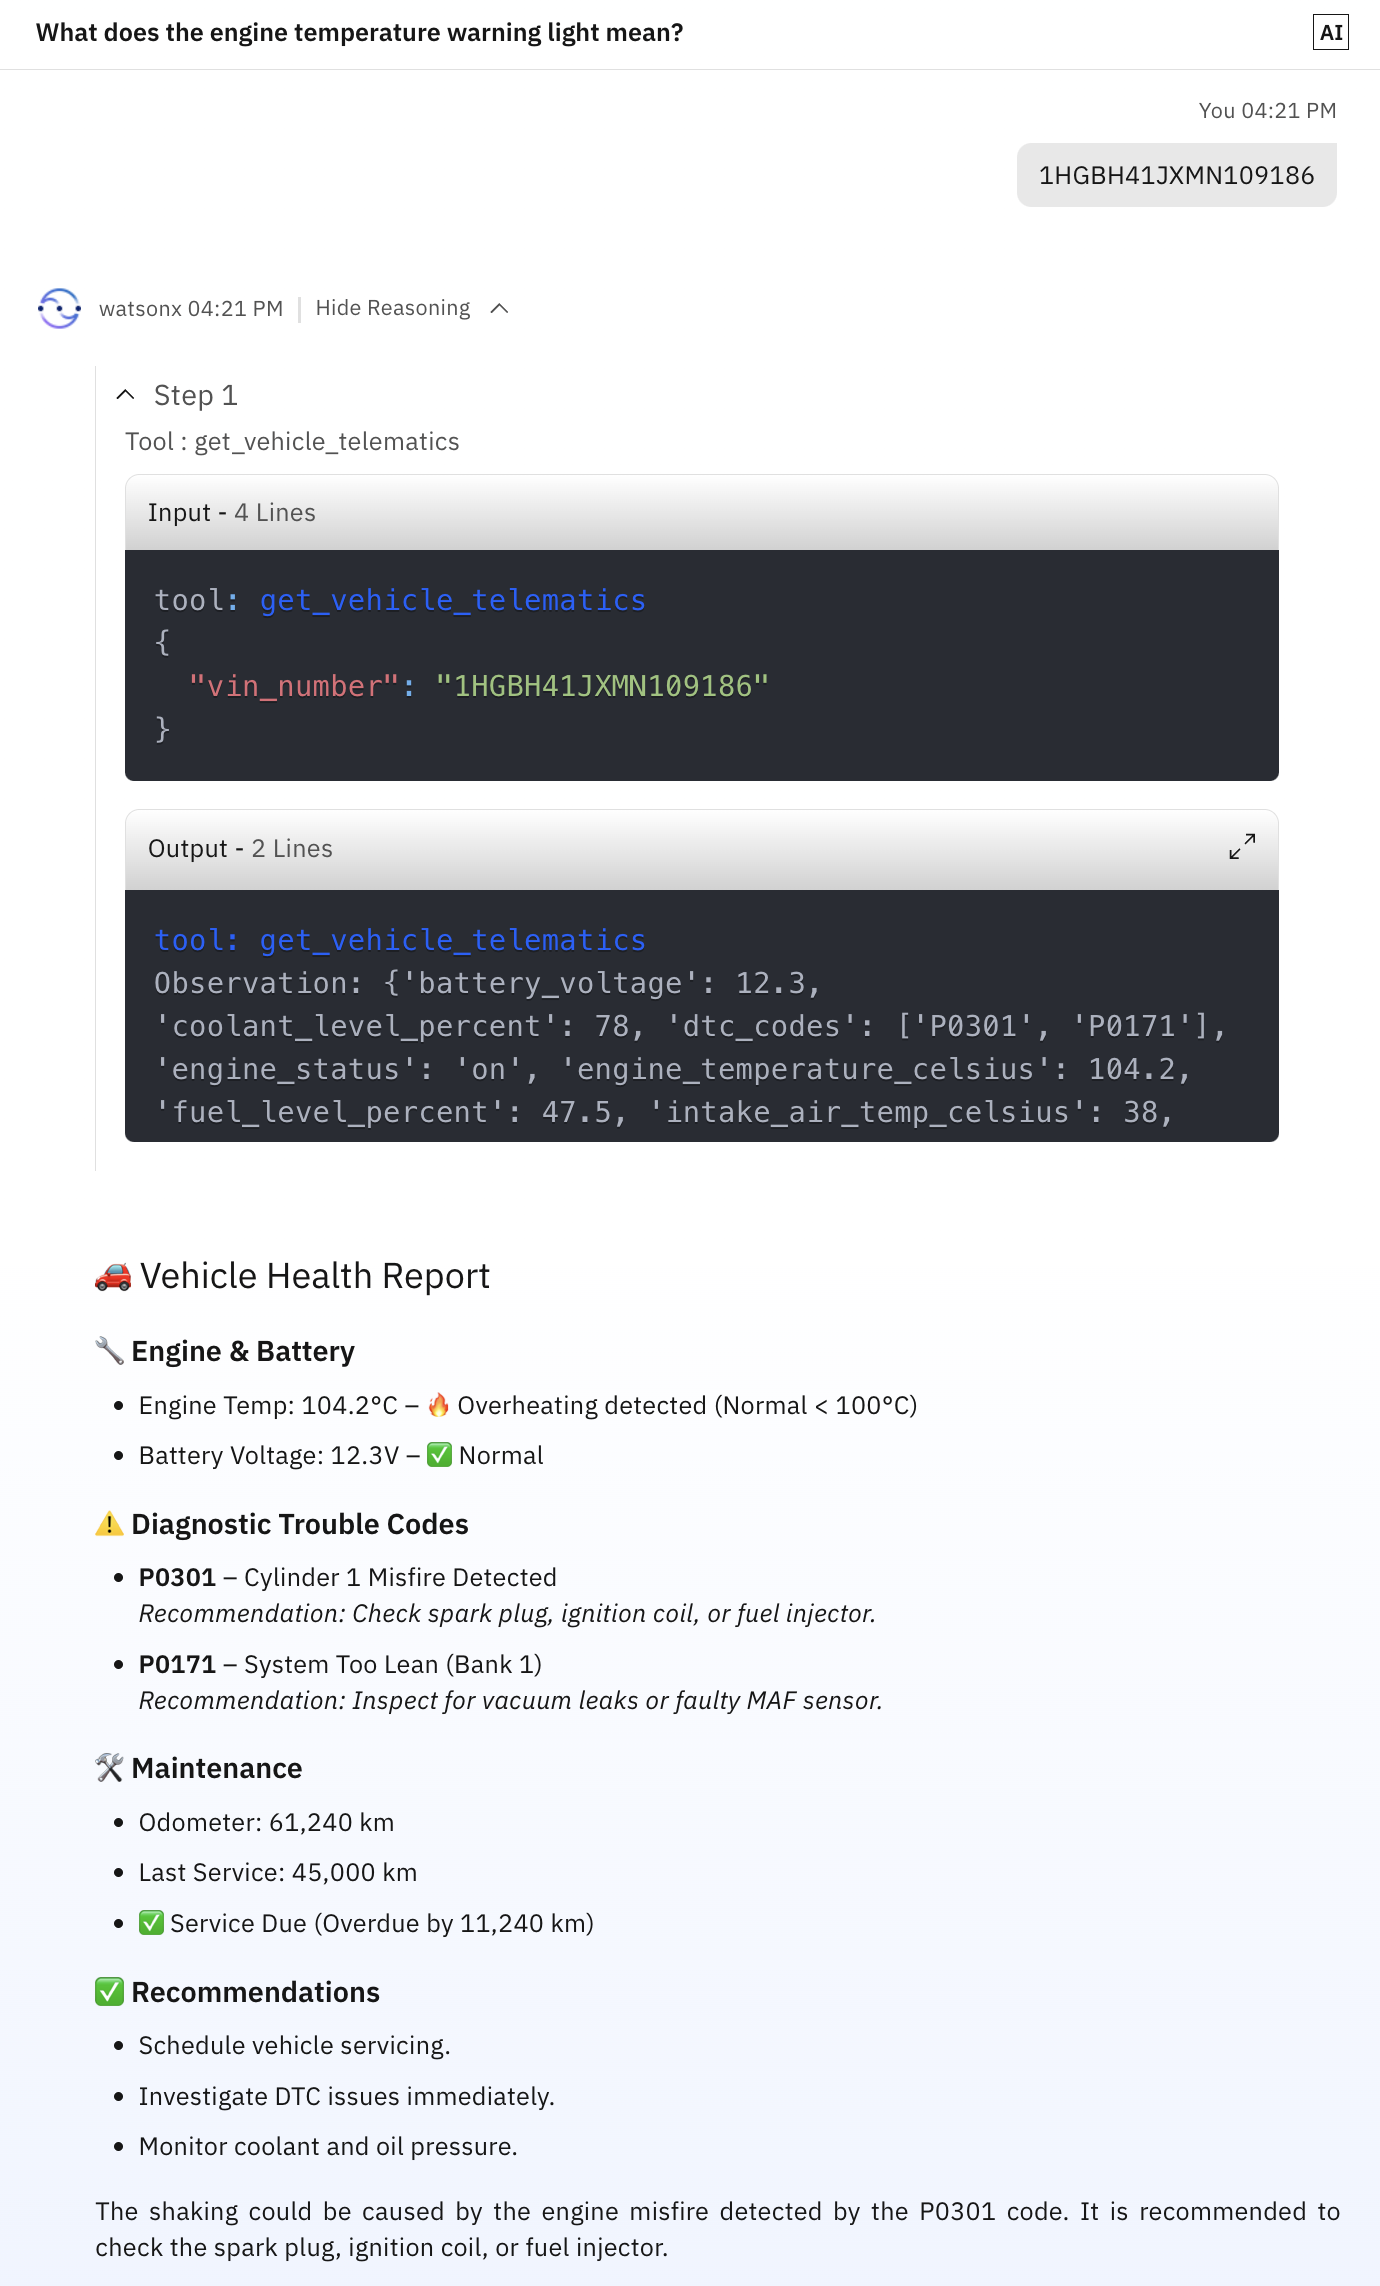 What does the engine temperature warning light mean?
AI
You 04:21 PM
1HGBH41JXMN109186
watsonx 04:21 PM | Hide Reasoning
Step 1
Tool : get_vehicle_telematics
Input - 4 Lines
tool: get_vehicle_telematics
{
"vin_number": "1HGBH41JXMN109186"
}
Output - 2 Lines
tool: get_vehicle_telematics
Observation: {'battery_voltage': 12.3,
'coolant_level_percent': 78, 'dtc_codes': ['P0301', 'P0171'],
'engine_status': 'on', 'engine_temperature_celsius': 104.2,
'fuel_level_percent': 47.5, 'intake_air_temp_celsius': 38,
🚗 Vehicle Health Report
🔧 Engine & Battery
• Engine Temp: 104.2°C – 🔥 Overheating detected (Normal < 100°C)
• Battery Voltage: 12.3V – ✅ Normal
⚠️ Diagnostic Trouble Codes
• P0301 – Cylinder 1 Misfire Detected
Recommendation: Check spark plug, ignition coil, or fuel injector.
• P0171 – System Too Lean (Bank 1)
Recommendation: Inspect for vacuum leaks or faulty MAF sensor.
🛠️ Maintenance
• Odometer: 61,240 km
• Last Service: 45,000 km
• ✅ Service Due (Overdue by 11,240 km)
✅ Recommendations
• Schedule vehicle servicing.
• Investigate DTC issues immediately.
• Monitor coolant and oil pressure.
The shaking could be caused by the engine misfire detected by the P0301 code. It is recommended to
check the spark plug, ignition coil, or fuel injector.